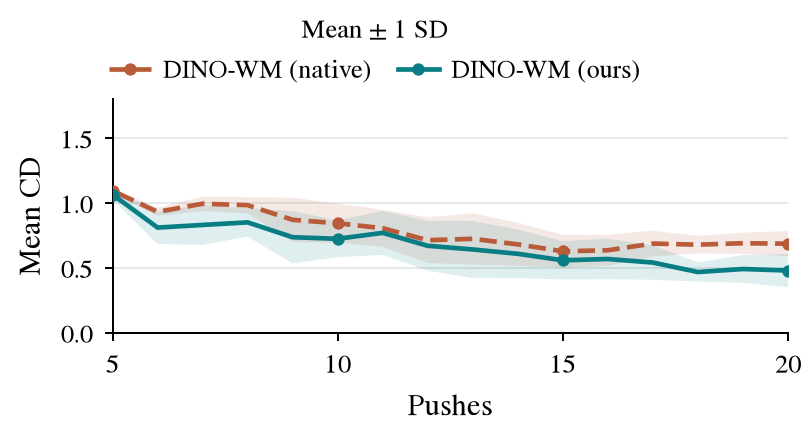 Mean ± 1 SD
DINO-WM (native) DINO-WM (ours)
Mean CD
1.5
1.0
0.5
0.0
5 10 15 20
Pushes